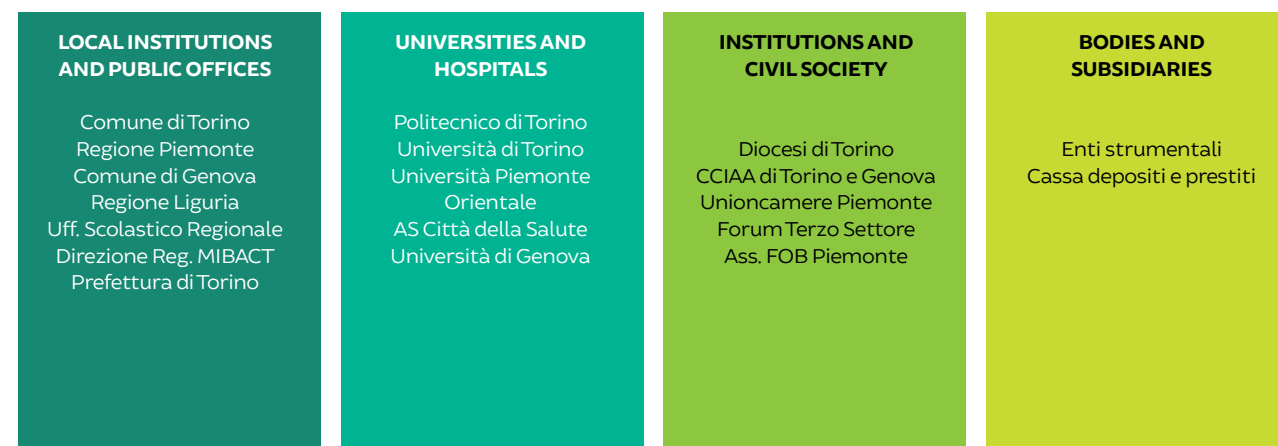 LOCAL INSTITUTIONS
AND PUBLIC OFFICES
Comune di Torino
Regione Piemonte
Comune di Genova
Regione Liguria
Uff. Scolastico Regionale
Direzione Reg. MIBACT
Prefettura di Torino
UNIVERSITIES AND
HOSPITALS
Politecnico di Torino
Università di Torino
Università Piemonte
Orientale
AS Città della Salute
Università di Genova
INSTITUTIONS AND
CIVIL SOCIETY
Diocesi di Torino
CCIAA di Torino e Genova
Unioncamere Piemonte
Forum Terzo Settore
Ass. FOB Piemonte
BODIES AND
SUBSIDIARIES
Enti strumentali
Cassa depositi e prestiti